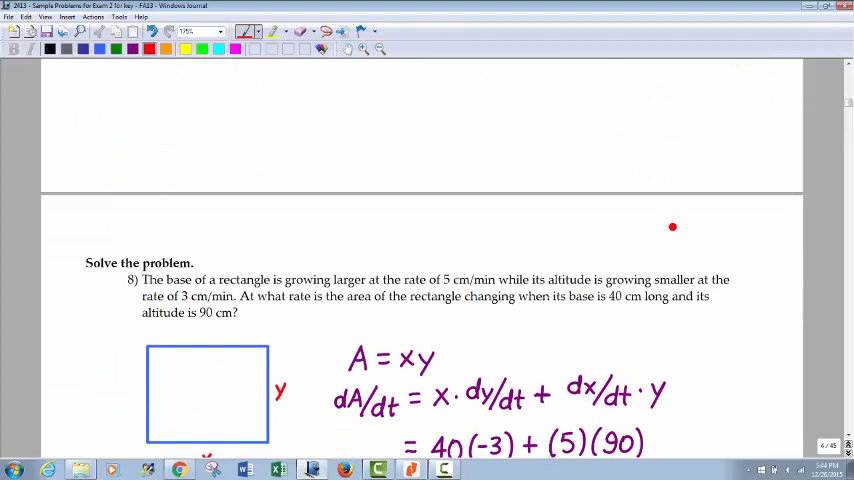 2413 - Sample Problems for Exam 2 for key - FA13 - Windows Journal
File Edit View Insert Actions Tools Help
175%
B I
Solve the problem.
8) The base of a rectangle is growing larger at the rate of 5 cm/min while its altitude is growing smaller at the
rate of 3 cm/min. At what rate is the area of the rectangle changing when its base is 40 cm long and its
altitude is 90 cm?
A = xy
y
dA/dt = x · dy/dt + dx/dt · y
= 40(-3) + (5)(90)
x
4 / 45
5:44 PM
12/26/2015